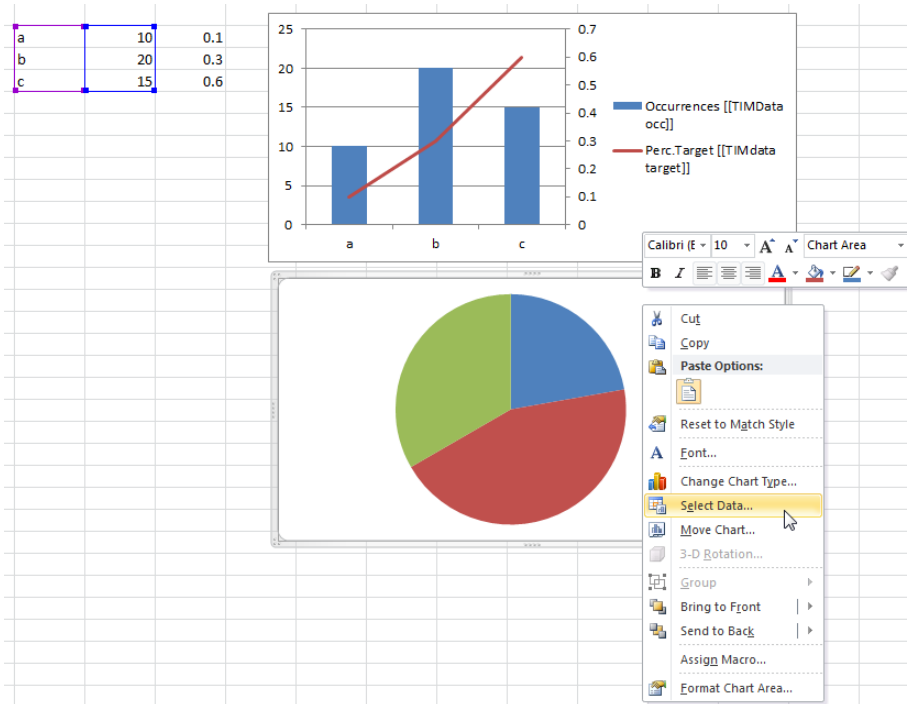 a 10 0.1
b 20 0.3
c 15 0.6
25 0.7
20 0.6
15 0.5
10 0.4
5 0.3
0 0.2
0.1
0
a b c
Occurrences [[TIMData
occ]]
Perc.Target [[TIMdata
target]]
Calibri (E 10 A A Chart Area
B I A
Cut
Copy
Paste Options:
Reset to Match Style
A Font...
Change Chart Type...
Select Data...
Move Chart...
3-D Rotation...
Group
Bring to Front
Send to Back
Assign Macro...
Format Chart Area...